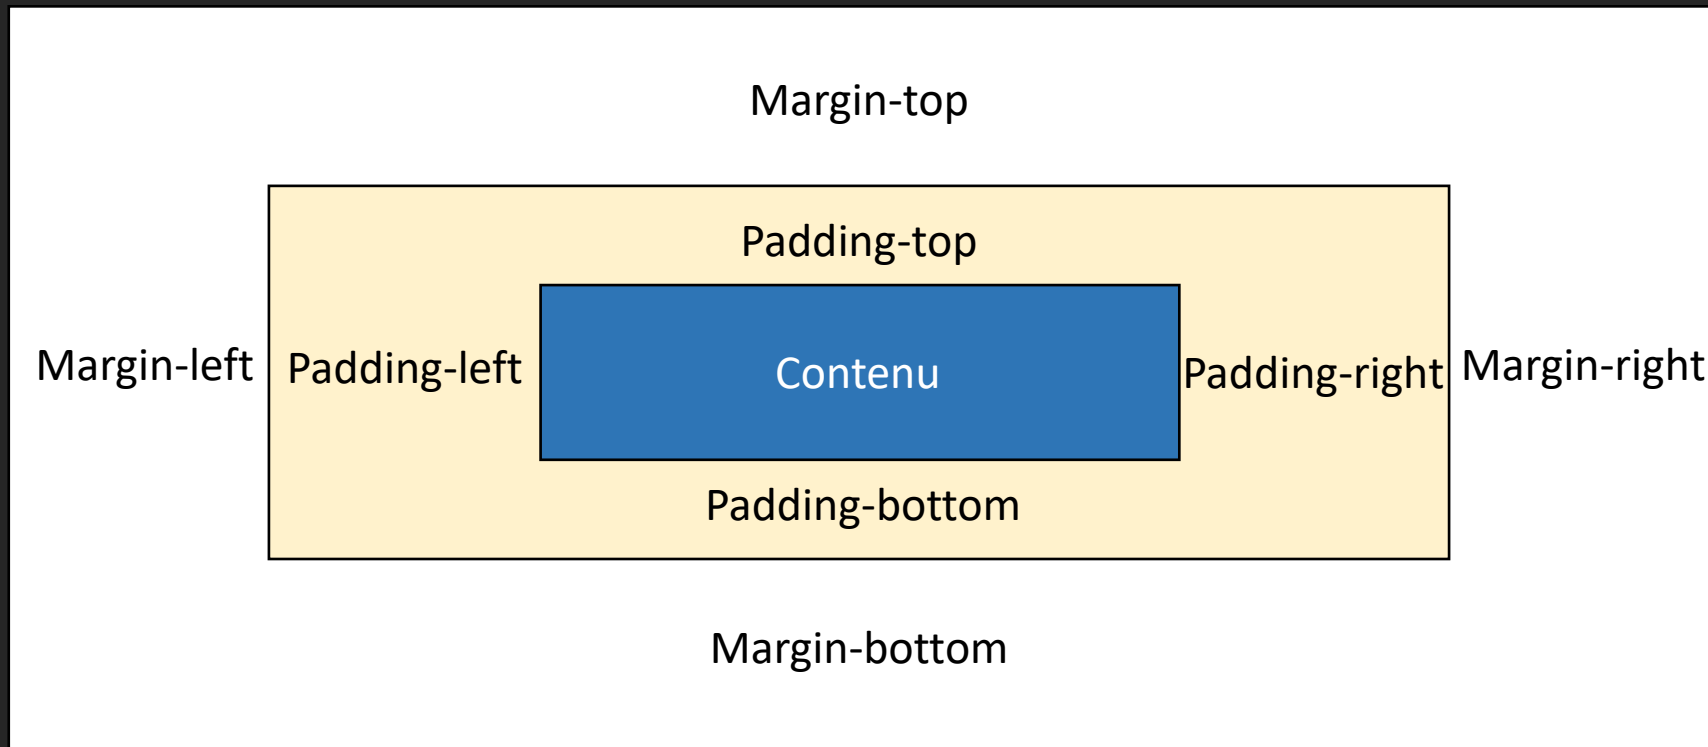 Margin-top
Padding-top
Margin-left
Padding-left
Contenu
Padding-right
Margin-right
Padding-bottom
Margin-bottom